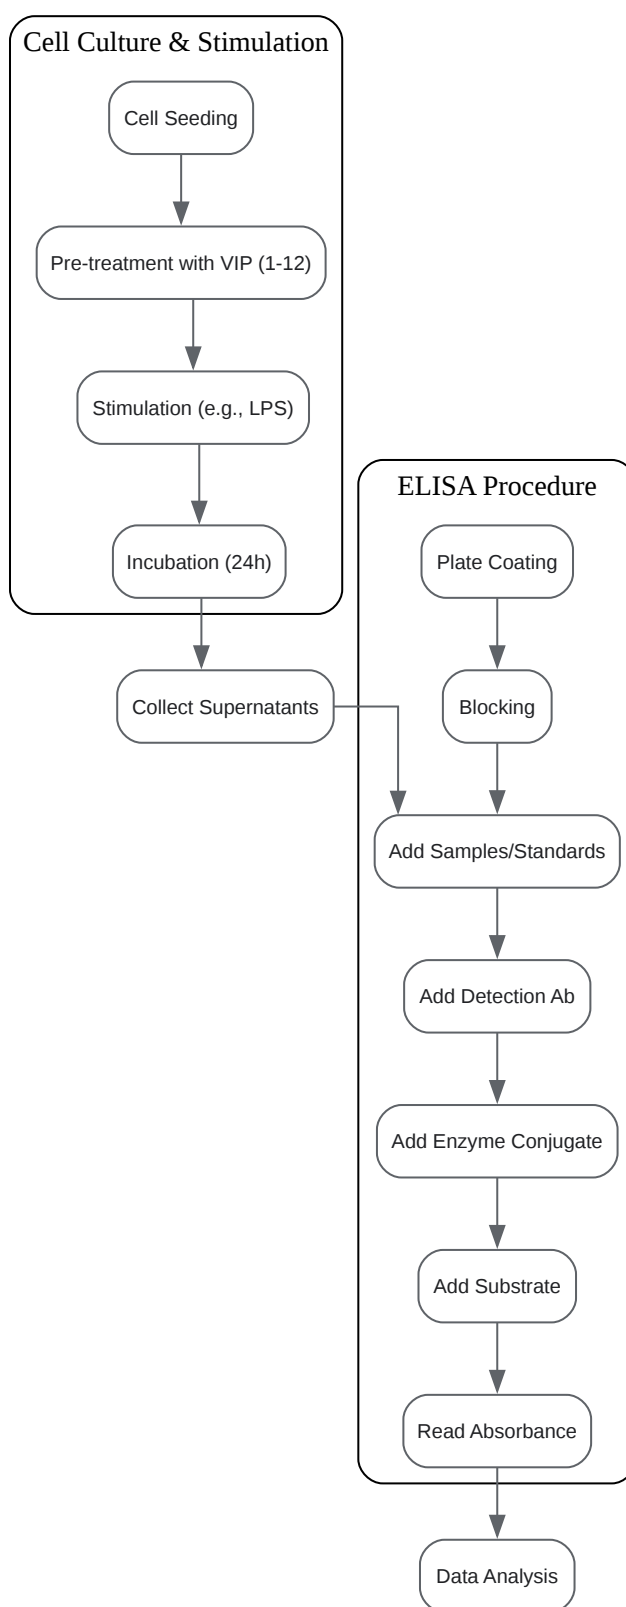 Cell Culture & Stimulation
Cell Seeding
Pre-treatment with VIP (1-12)
Stimulation (e.g., LPS)
Incubation (24h)
Collect Supernatants
ELISA Procedure
Plate Coating
Blocking
Add Samples/Standards
Add Detection Ab
Add Enzyme Conjugate
Add Substrate
Read Absorbance
Data Analysis